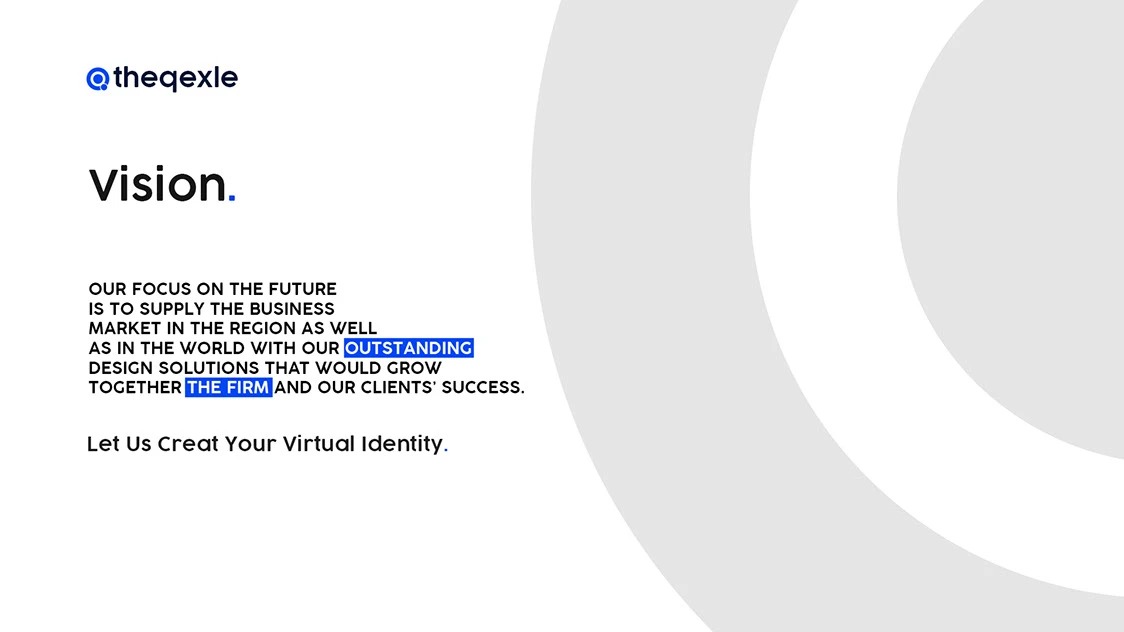 theqexle
Vision.
OUR FOCUS ON THE FUTURE
IS TO SUPPLY THE BUSINESS
MARKET IN THE REGION AS WELL
AS IN THE WORLD WITH OUR OUTSTANDING
DESIGN SOLUTIONS THAT WOULD GROW
TOGETHER THE FIRM AND OUR CLIENTS' SUCCESS.
Let Us Creat Your Virtual Identity.